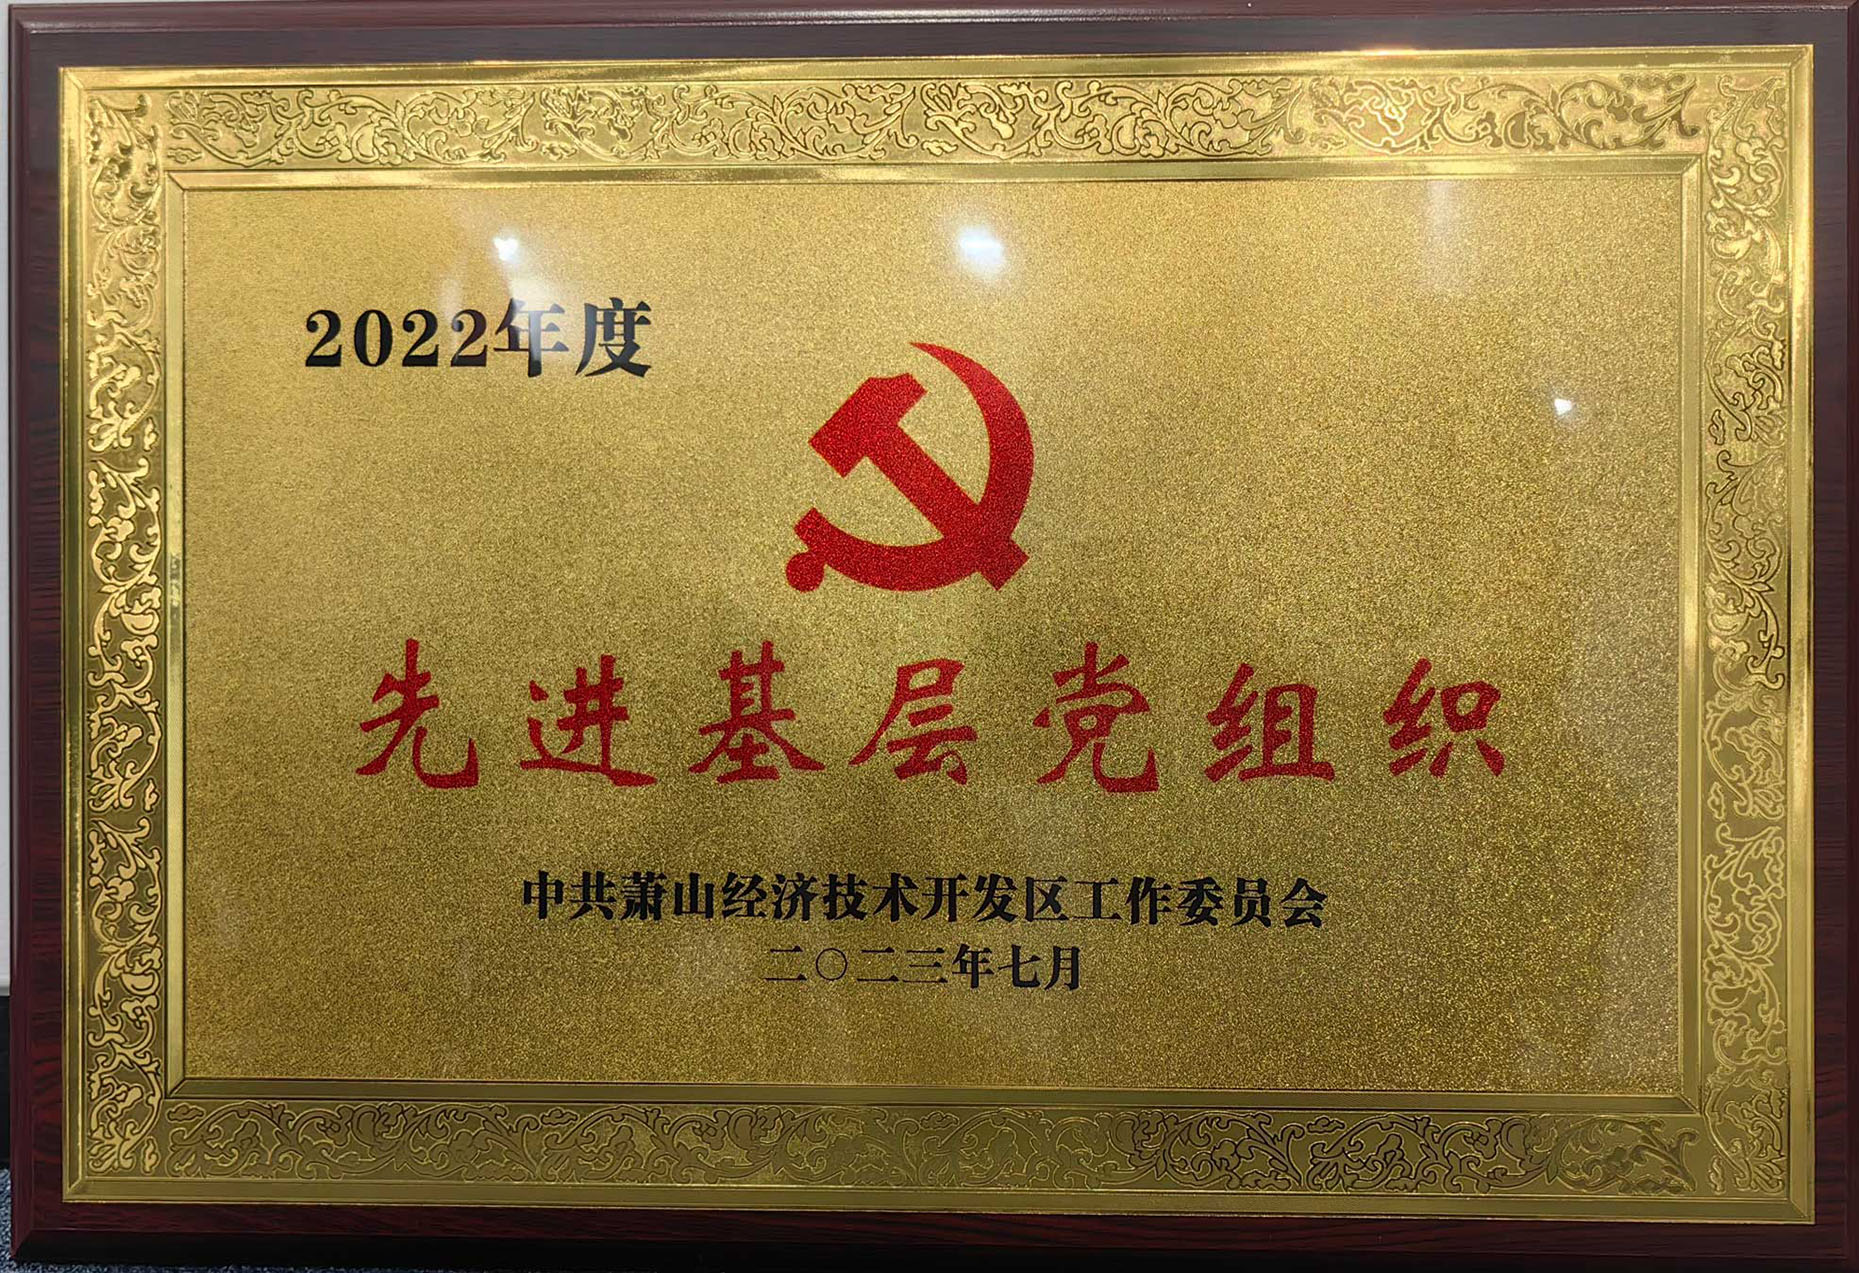 2022年度
先进基层党组织
中共萧山经济技术开发区工作委员会
二〇二三年七月